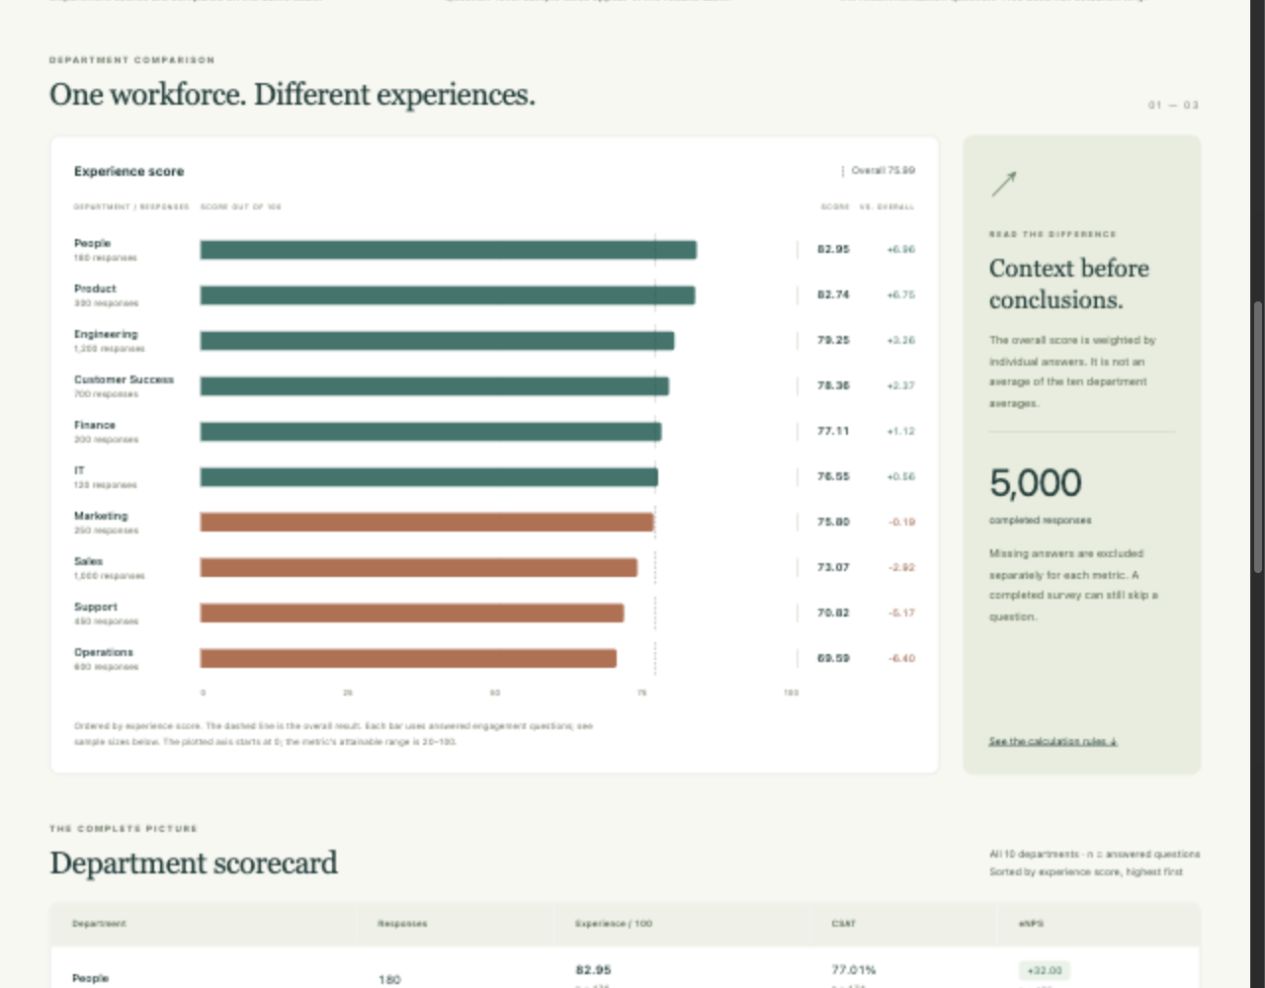 DEPARTMENT COMPARISON
One workforce. Different experiences.
01 — 03
Experience score
Overall 75.99
DEPARTMENT / RESPONSES SCORE OUT OF 100 SCORE VS. OVERALL
People
180 responses
82.95 +6.96
Product
300 responses
82.74 +6.75
Engineering
1,200 responses
79.25 +3.26
Customer Success
700 responses
78.36 +2.37
Finance
200 responses
77.11 +1.12
IT
120 responses
76.55 +0.56
Marketing
250 responses
75.80 -0.19
Sales
1,000 responses
73.07 -2.92
Support
450 responses
70.82 -5.17
Operations
600 responses
69.59 -6.40
0 25 50 75 100
Ordered by experience score. The dashed line is the overall result. Each bar uses answered engagement questions; see
sample sizes below. The plotted axis starts at 0; the metric's attainable range is 20–100.
READ THE DIFFERENCE
Context before
conclusions.
The overall score is weighted by
individual answers. It is not an
average of the ten department
averages.
5,000
completed responses
Missing answers are excluded
separately for each metric. A
completed survey can still skip a
question.
See the calculation rules ↓
THE COMPLETE PICTURE
Department scorecard
All 10 departments · n = answered questions
Sorted by experience score, highest first
Department Responses Experience / 100 CSAT eNPS
People 180 82.95 77.01% +32.00